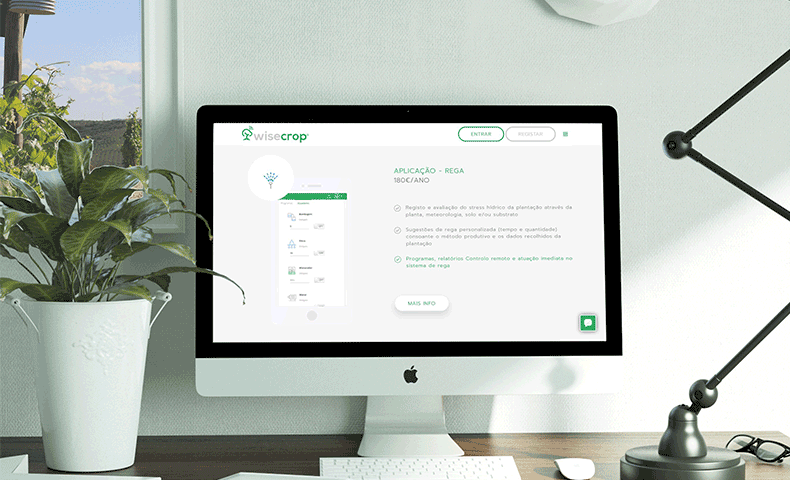 wisecrop
ENTRAR
REGISTAR
APLICAÇÃO - REGA
180€/ANO
Registo e avaliação do stress hídrico da plantação através da
planta, meteorologia, solo e/ou substrato
Sugestões de rega personalizada (tempo e quantidade)
consoante o método produtivo e os dados recolhidos da
plantação
Programas, relatórios Controlo remoto e atuação imediata no
sistema de rega
MAIS INFO